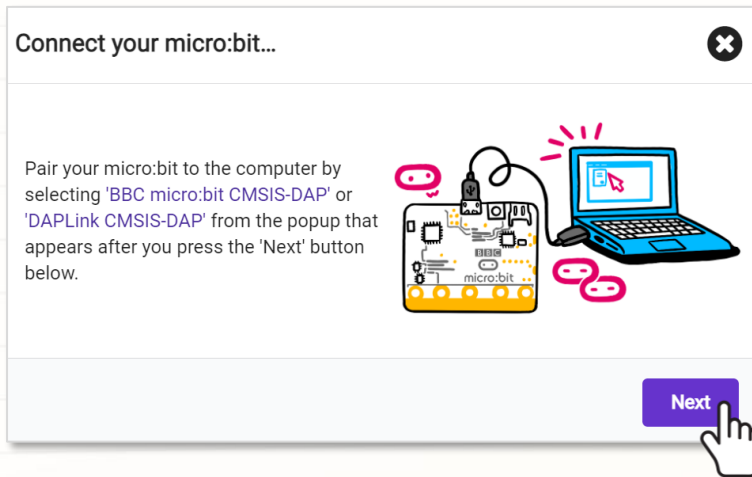 Connect your micro:bit...
Pair your micro:bit to the computer by
selecting 'BBC micro:bit CMSIS-DAP' or
'DAPLink CMSIS-DAP' from the popup that
appears after you press the 'Next' button
below.
BBC
micro:bit
Next